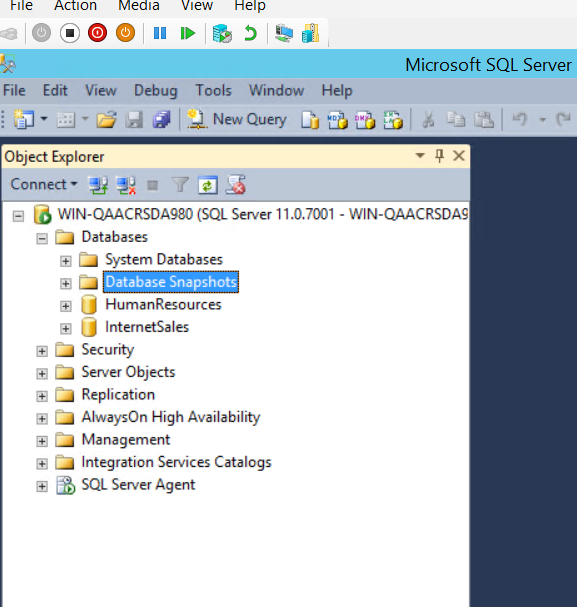 File Action Media View Help
Microsoft SQL Server
File Edit View Debug Tools Window Help
New Query
Object Explorer
Connect
WIN-QAACRSDA980 (SQL Server 11.0.7001 - WIN-QAACRSDA9
Databases
System Databases
Database Snapshots
HumanResources
InternetSales
Security
Server Objects
Replication
AlwaysOn High Availability
Management
Integration Services Catalogs
SQL Server Agent